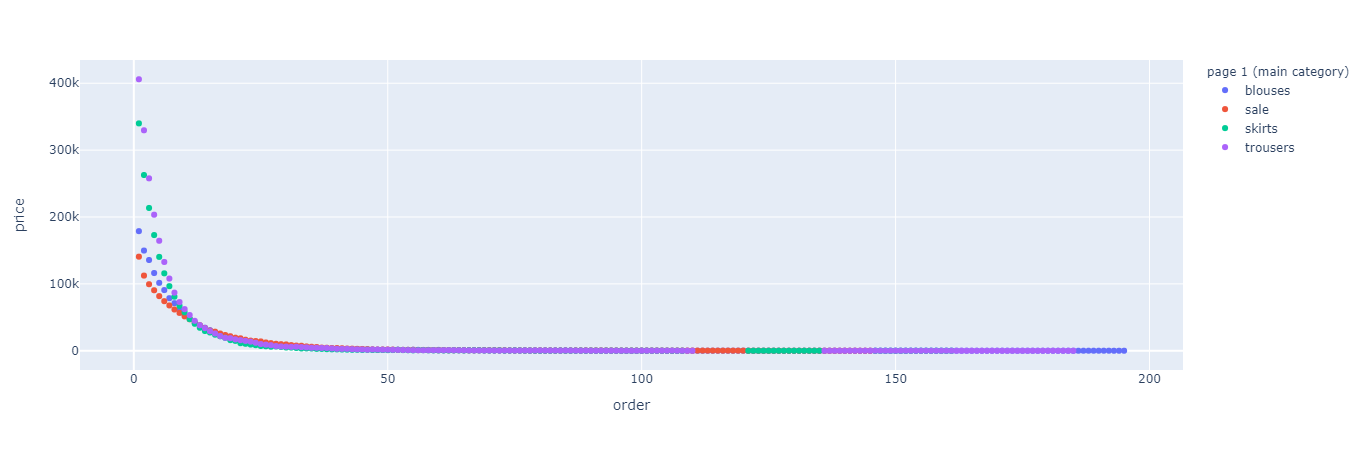 400k
300k
200k
100k
0
0
50
100
150
200
order
price
page 1 (main category)
blouses
sale
skirts
trousers